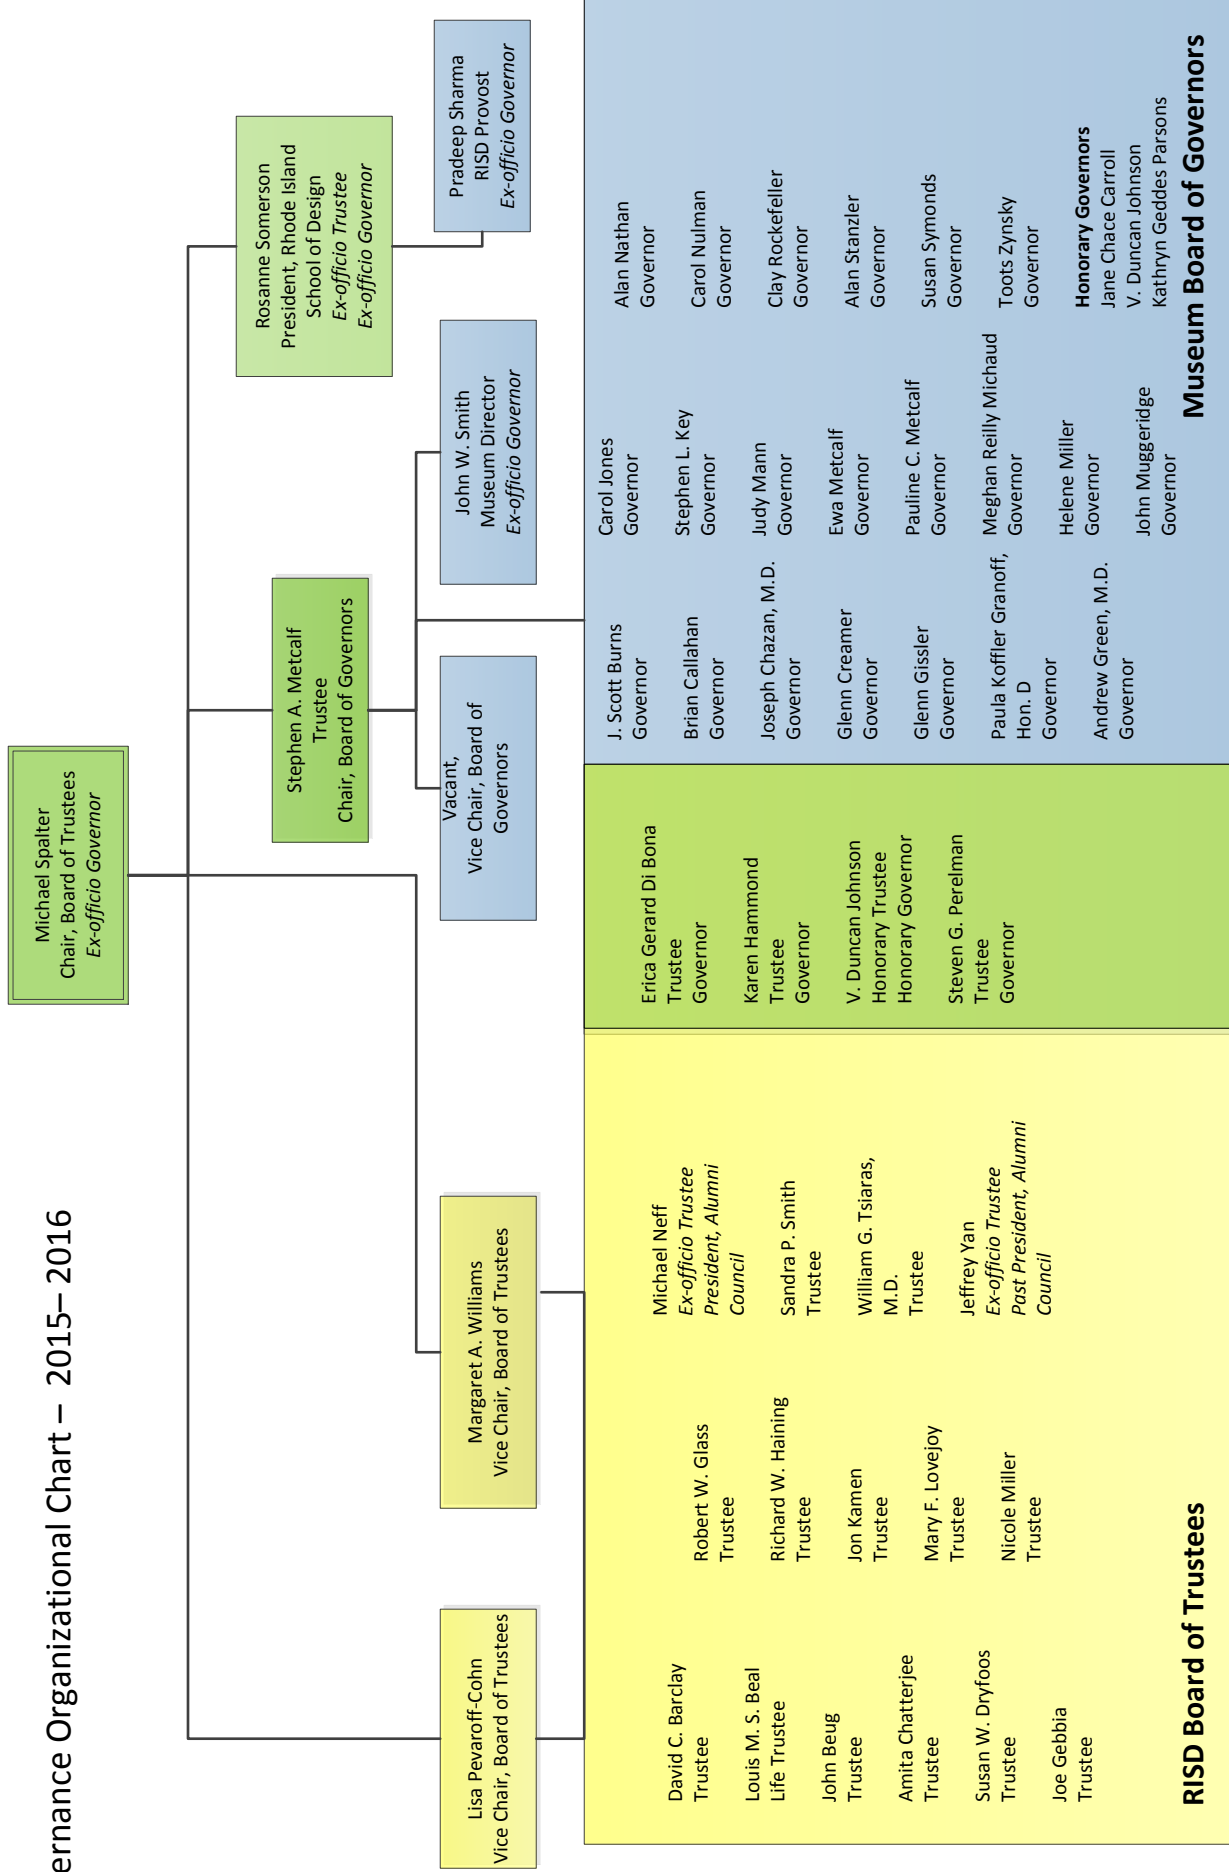 ernance Organizational Chart – 2015– 2016
Michael Spalter
Chair, Board of Trustees
Ex-officio Governor
Rosanne Somerson
President, Rhode Island
School of Design
Ex-officio Trustee
Ex-officio Governor
Stephen A. Metcalf
Trustee
Chair, Board of Governors
Lisa Pevaroff-Cohn
Vice Chair, Board of Trustees
Margaret A. Williams
Vice Chair, Board of Trustees
Vacant,
Vice Chair, Board of
Governors
John W. Smith
Museum Director
Ex-officio Governor
Pradeep Sharma
RISD Provost
Ex-officio Governor
David C. Barclay
Trustee
Louis M. S. Beal
Life Trustee
John Beug
Trustee
Amita Chatterjee
Trustee
Susan W. Dryfoos
Trustee
Joe Gebbia
Trustee
Robert W. Glass
Trustee
Richard W. Haining
Trustee
Jon Kamen
Trustee
Mary F. Lovejoy
Trustee
Nicole Miller
Trustee
Michael Neff
Ex-officio Trustee
President, Alumni
Council
Sandra P. Smith
Trustee
William G. Tsiaras,
M.D.
Trustee
Jeffrey Yan
Ex-officio Trustee
Past President, Alumni
Council
RISD Board of Trustees
Erica Gerard Di Bona
Trustee
Governor
Karen Hammond
Trustee
Governor
V. Duncan Johnson
Honorary Trustee
Honorary Governor
Steven G. Perelman
Trustee
Governor
J. Scott Burns
Governor
Brian Callahan
Governor
Joseph Chazan, M.D.
Governor
Glenn Creamer
Governor
Glenn Gissler
Governor
Paula Koffler Granoff,
Hon. D
Governor
Andrew Green, M.D.
Governor
Carol Jones
Governor
Stephen L. Key
Governor
Judy Mann
Governor
Ewa Metcalf
Governor
Pauline C. Metcalf
Governor
Meghan Reilly Michaud
Governor
Helene Miller
Governor
John Muggeridge
Governor
Alan Nathan
Governor
Carol Nulman
Governor
Clay Rockefeller
Governor
Alan Stanzler
Governor
Susan Symonds
Governor
Toots Zynsky
Governor
Honorary Governors
Jane Chace Carroll
V. Duncan Johnson
Kathryn Geddes Parsons
Museum Board of Governors